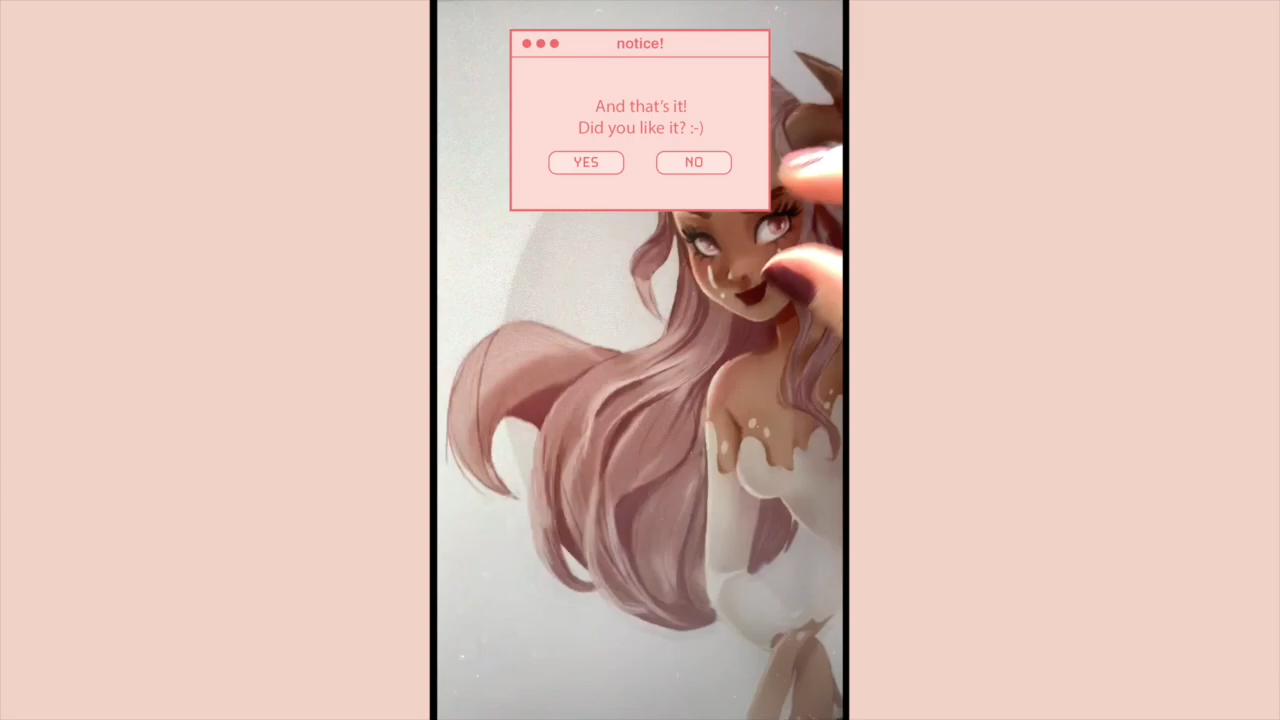 notice!
And that's it!
Did you like it? :-)
YES
NO